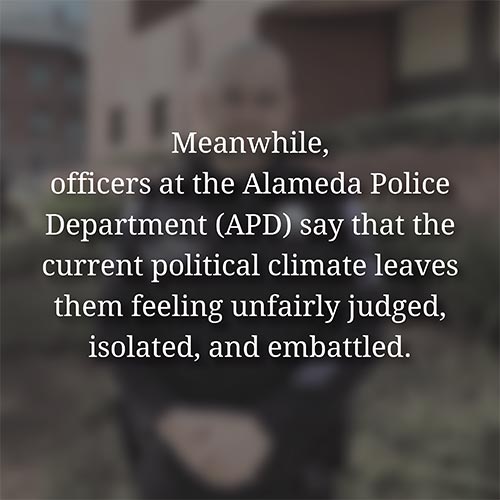 Meanwhile,
officers at the Alameda Police
Department (APD) say that the
current political climate leaves
them feeling unfairly judged,
isolated, and embattled.